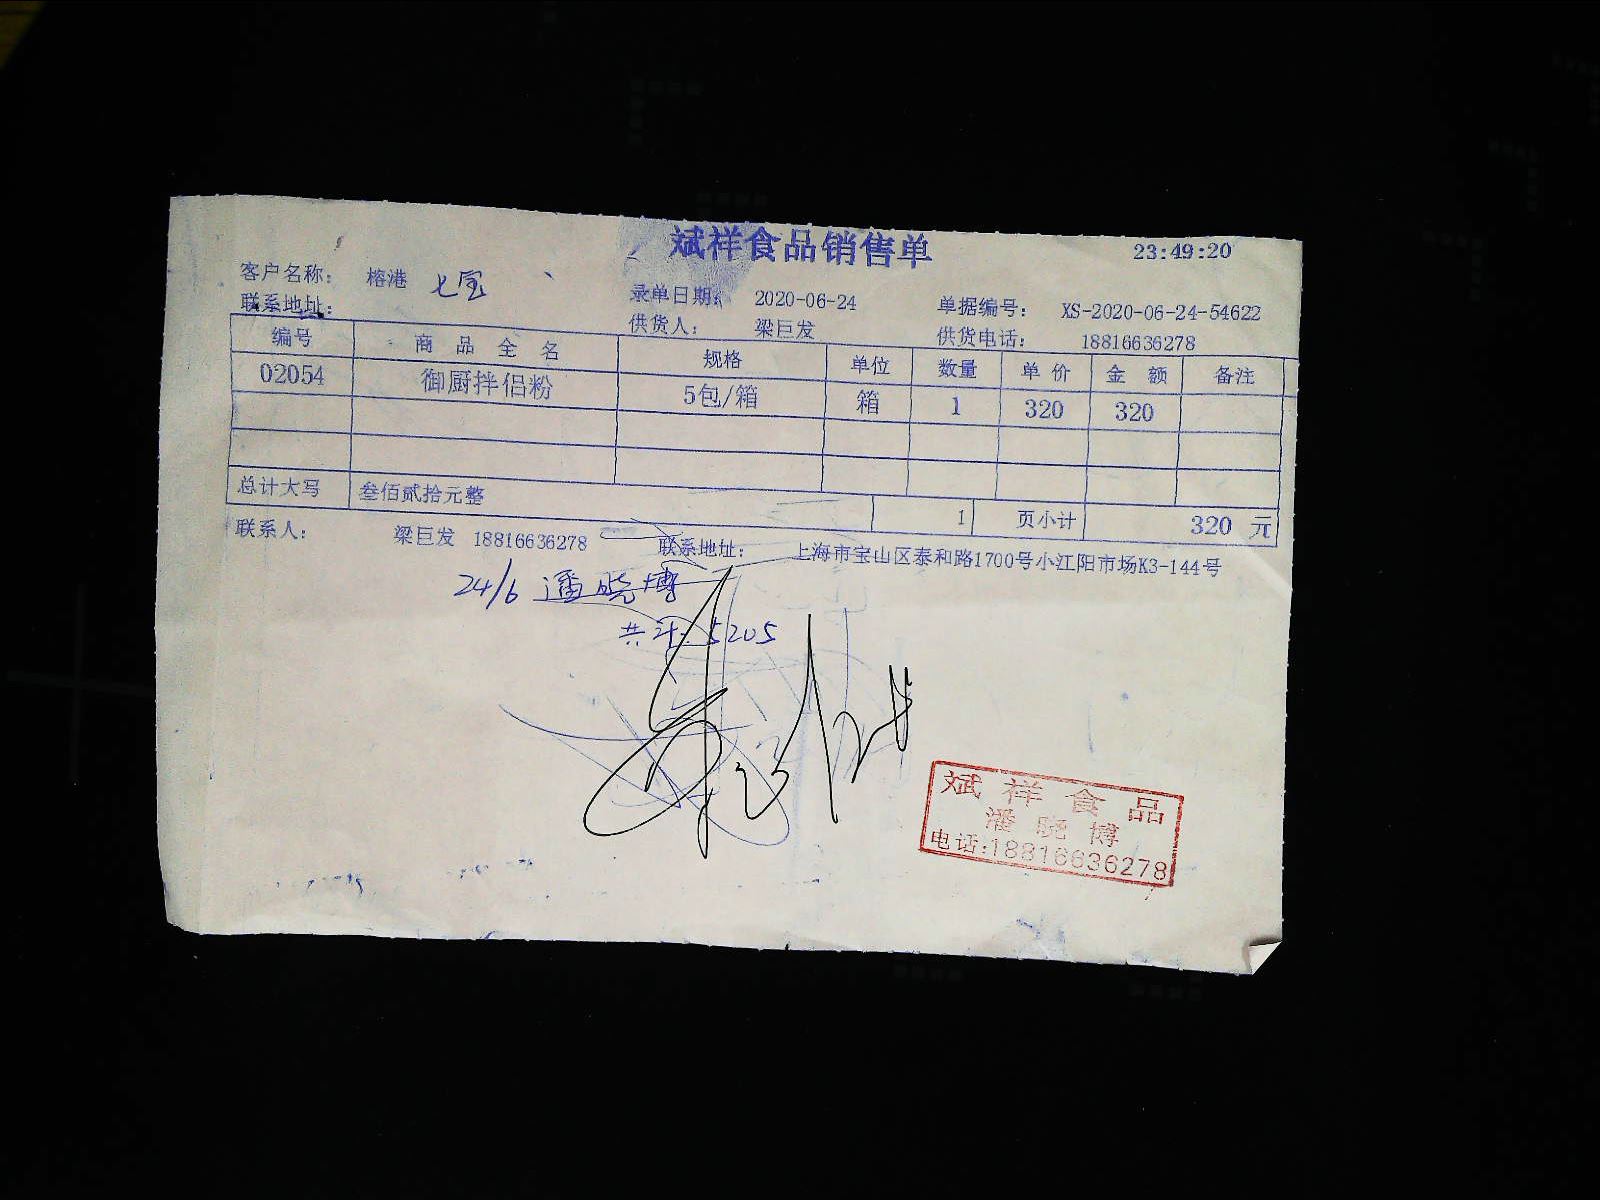 斌祥食品销售单 23:49:20
客户名称: 榕港 七宝 录单日期: 2020-06-24 单据编号: XS-2020-06-24-54622
联系地址: 供货人: 梁巨发 供货电话: 18816636278
编号 商品全名 规格 单位 数量 单价 金额 备注
02054 御厨拌侣粉 5包/箱 箱 1 320 320
总计大写 叁佰贰拾元整 1 页小计 320 元
联系人: 梁巨发 18816636278 联系地址: 上海市宝山区泰和路1700号小江阳市场K3-144号
24/6 潘晓博
共计: 5205
斌祥食品
潘晓博
电话:18816636278